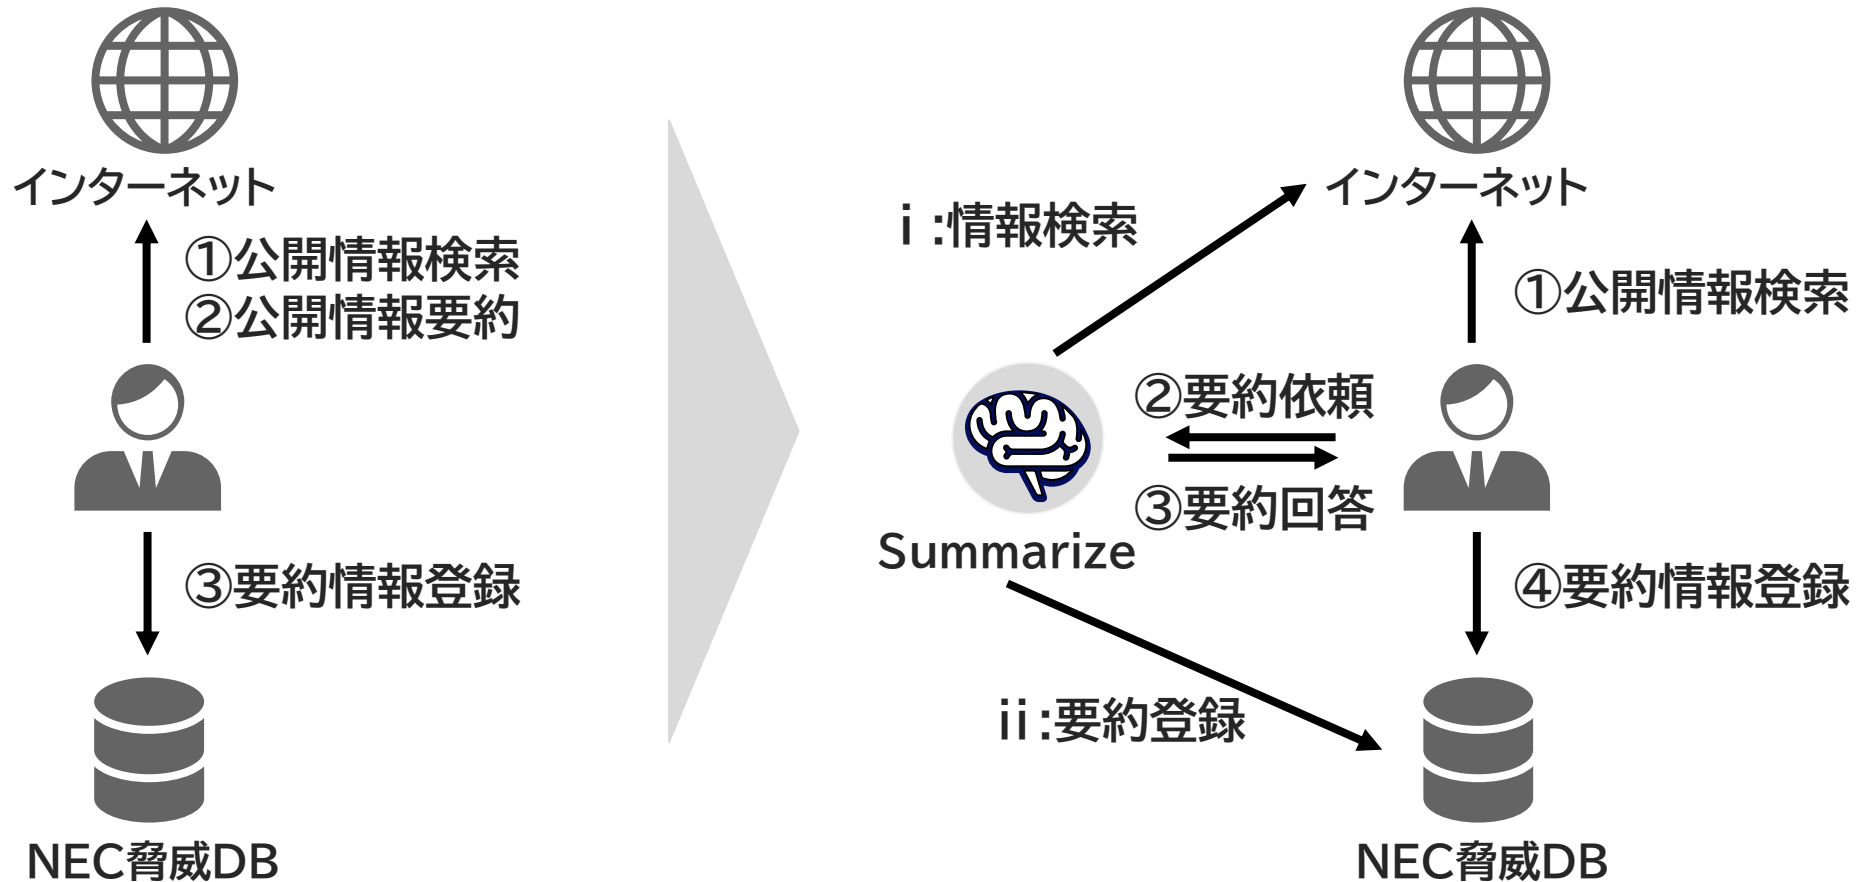 インターネット
①公開情報検索
②公開情報要約
③要約情報登録
NEC脅威DB
インターネット
ⅰ:情報検索
①公開情報検索
②要約依頼
③要約回答
Summarize
④要約情報登録
ⅱ:要約登録
NEC脅威DB